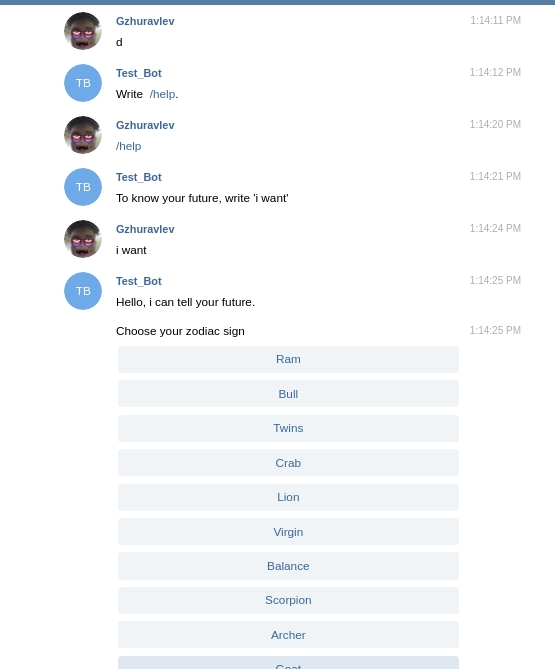 Gzhuravlev 1:14:11 PM
d
TB Test_Bot 1:14:12 PM
Write /help.
Gzhuravlev 1:14:20 PM
/help
TB Test_Bot 1:14:21 PM
To know your future, write 'i want'
Gzhuravlev 1:14:24 PM
i want
TB Test_Bot 1:14:25 PM
Hello, i can tell your future.
Choose your zodiac sign 1:14:25 PM
Ram
Bull
Twins
Crab
Lion
Virgin
Balance
Scorpion
Archer
Goat